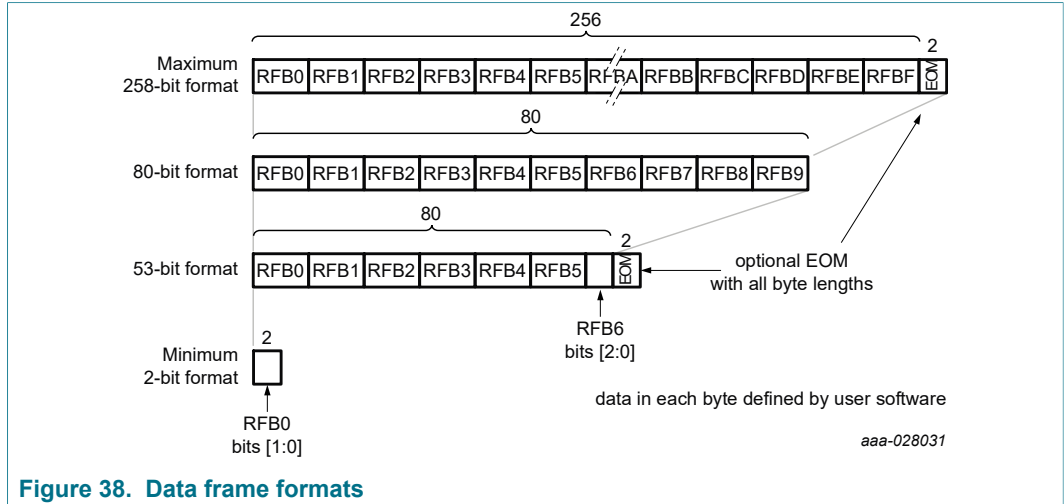 256
2
Maximum
258-bit format
RFB0 RFB1 RFB2 RFB3 RFB4 RFB5 RFBA RFBB RFBC RFBD RFBE RFBF EOM
80
80-bit format
RFB0 RFB1 RFB2 RFB3 RFB4 RFB5 RFB6 RFB7 RFB8 RFB9
80
2
53-bit format
RFB0 RFB1 RFB2 RFB3 RFB4 RFB5 EOM
optional EOM
with all byte lengths
RFB6
bits [2:0]
2
Minimum
2-bit format
RFB0
bits [1:0]
data in each byte defined by user software
aaa-028031
Figure 38. Data frame formats